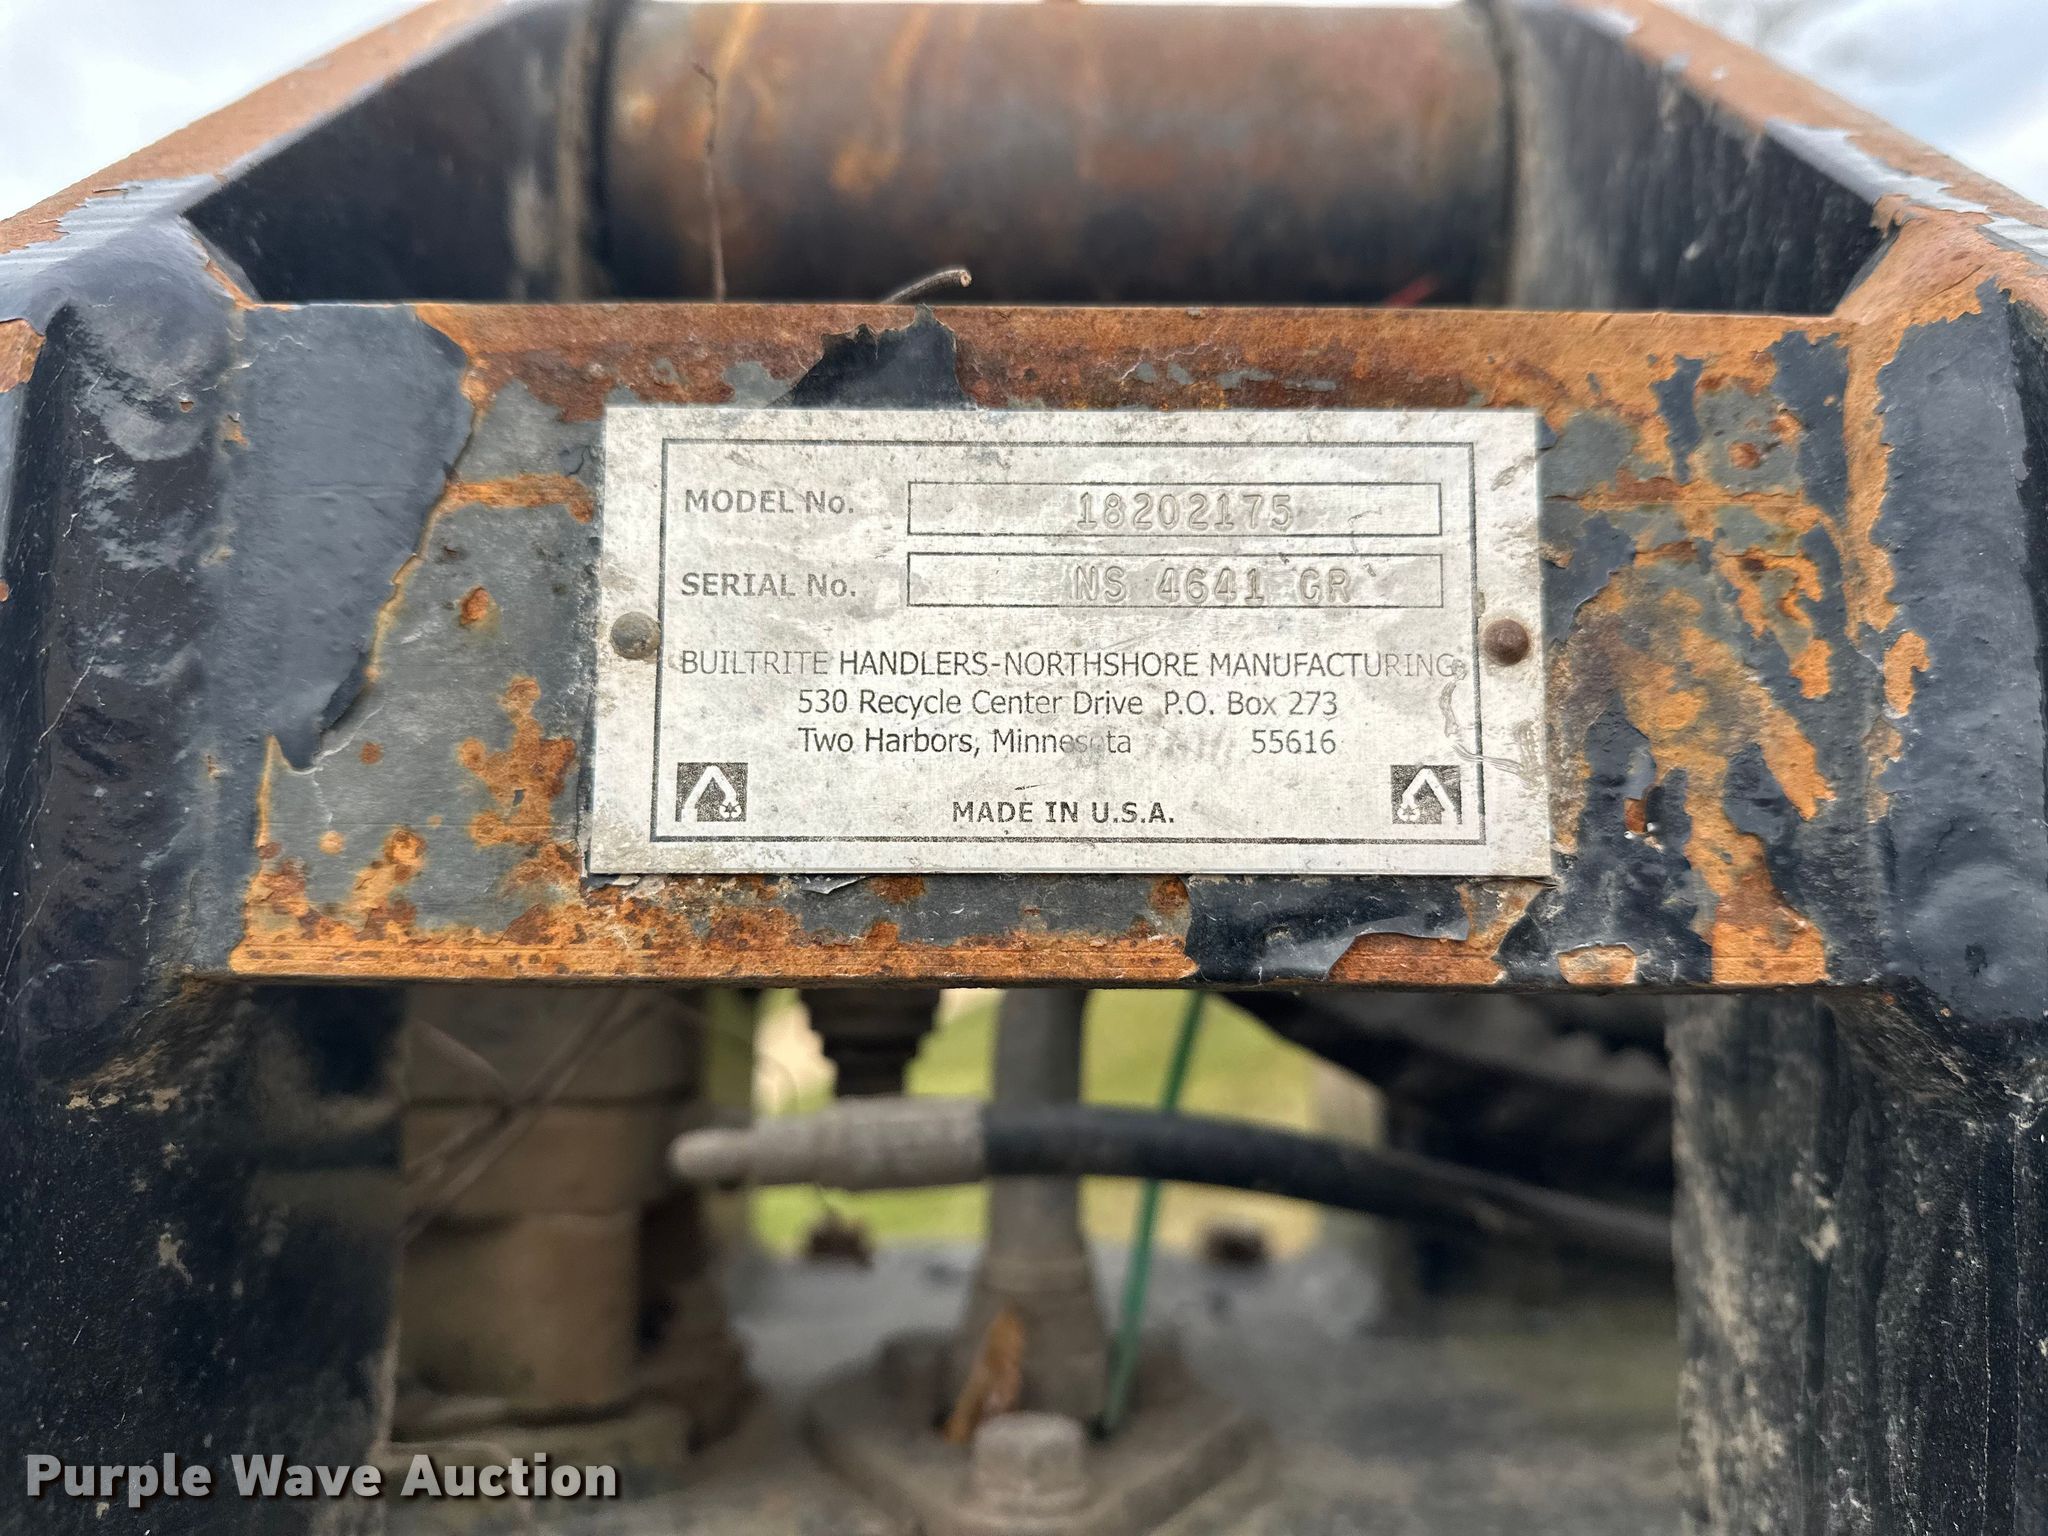 MODEL No. 18202175
SERIAL No. NS 4641 GR
BUILTRITE HANDLERS-NORTHSHORE MANUFACTURING
530 Recycle Center Drive P.O. Box 273
Two Harbors, Minnesota 55616
MADE IN U.S.A.
Purple Wave Auction